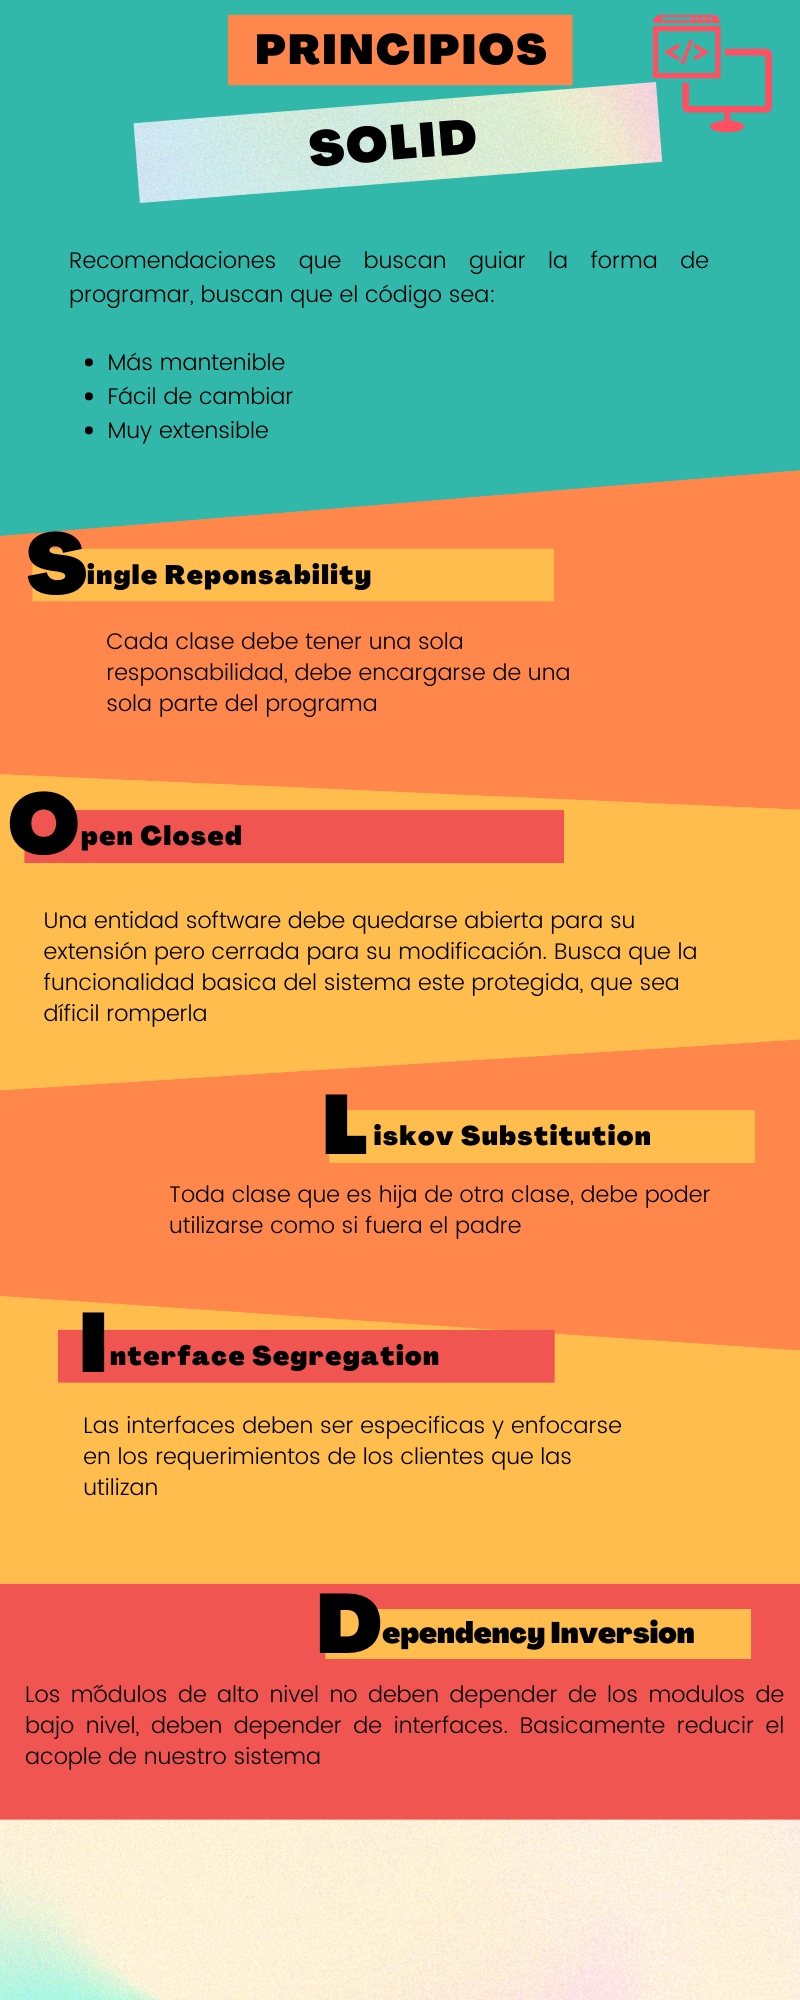 PRINCIPIOS
</>
SOLID
Recomendaciones que buscan guiar la forma de
programar, buscan que el código sea:
• Más mantenible
• Fácil de cambiar
• Muy extensible
Single Reponsability
Cada clase debe tener una sola
responsabilidad, debe encargarse de una
sola parte del programa
Open Closed
Una entidad software debe quedarse abierta para su
extensión pero cerrada para su modificación. Busca que la
funcionalidad basica del sistema este protegida, que sea
díficil romperla
Liskov Substitution
Toda clase que es hija de otra clase, debe poder
utilizarse como si fuera el padre
Interface Segregation
Las interfaces deben ser especificas y enfocarse
en los requerimientos de los clientes que las
utilizan
Dependency Inversion
Los m´ódulos de alto nivel no deben depender de los modulos de
bajo nivel, deben depender de interfaces. Basicamente reducir el
acople de nuestro sistema